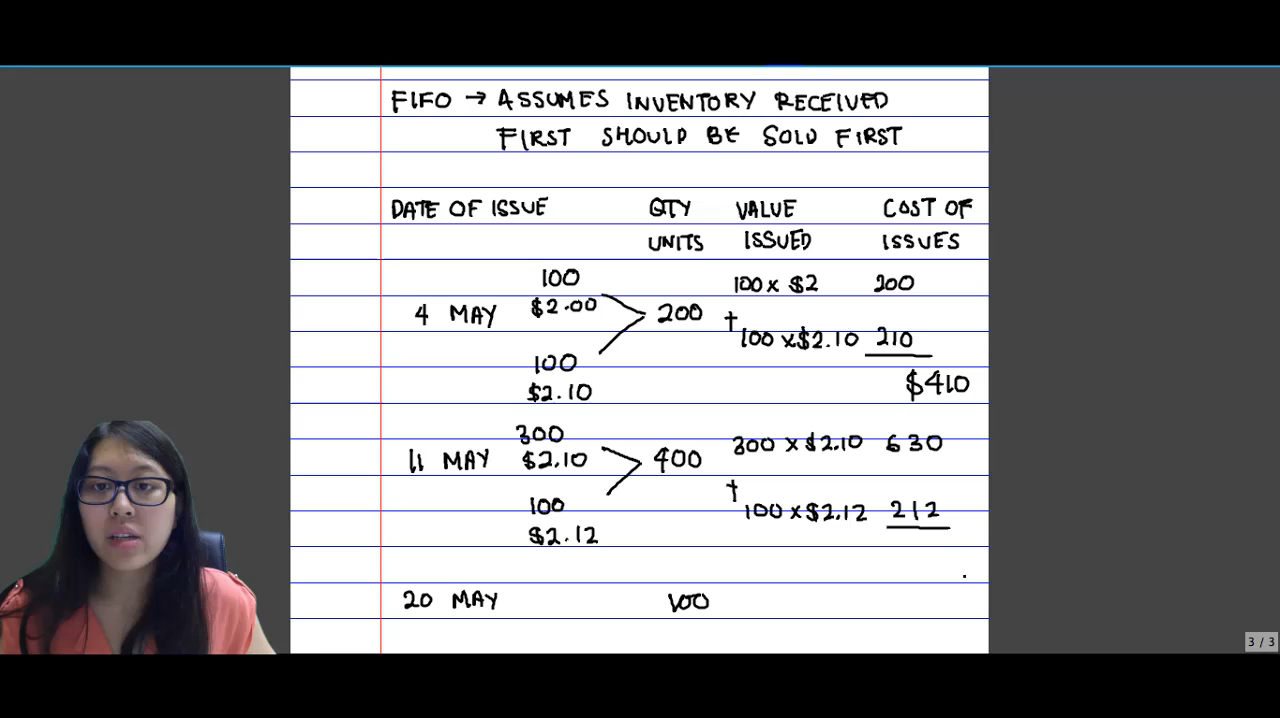 FIFO → ASSUMES INVENTORY RECEIVED
FIRST SHOULD BE SOLD FIRST
DATE OF ISSUE QTY VALUE COST OF
UNITS ISSUED ISSUES
100 100 x $2 200
$2.00
4 MAY 200 +
100 x $2.10 210
100
$2.10 $410
300 300 x $2.10 630
11 MAY $2.10 400
+
100 100 x $2.12 212
$2.12
20 MAY 100
3 / 3